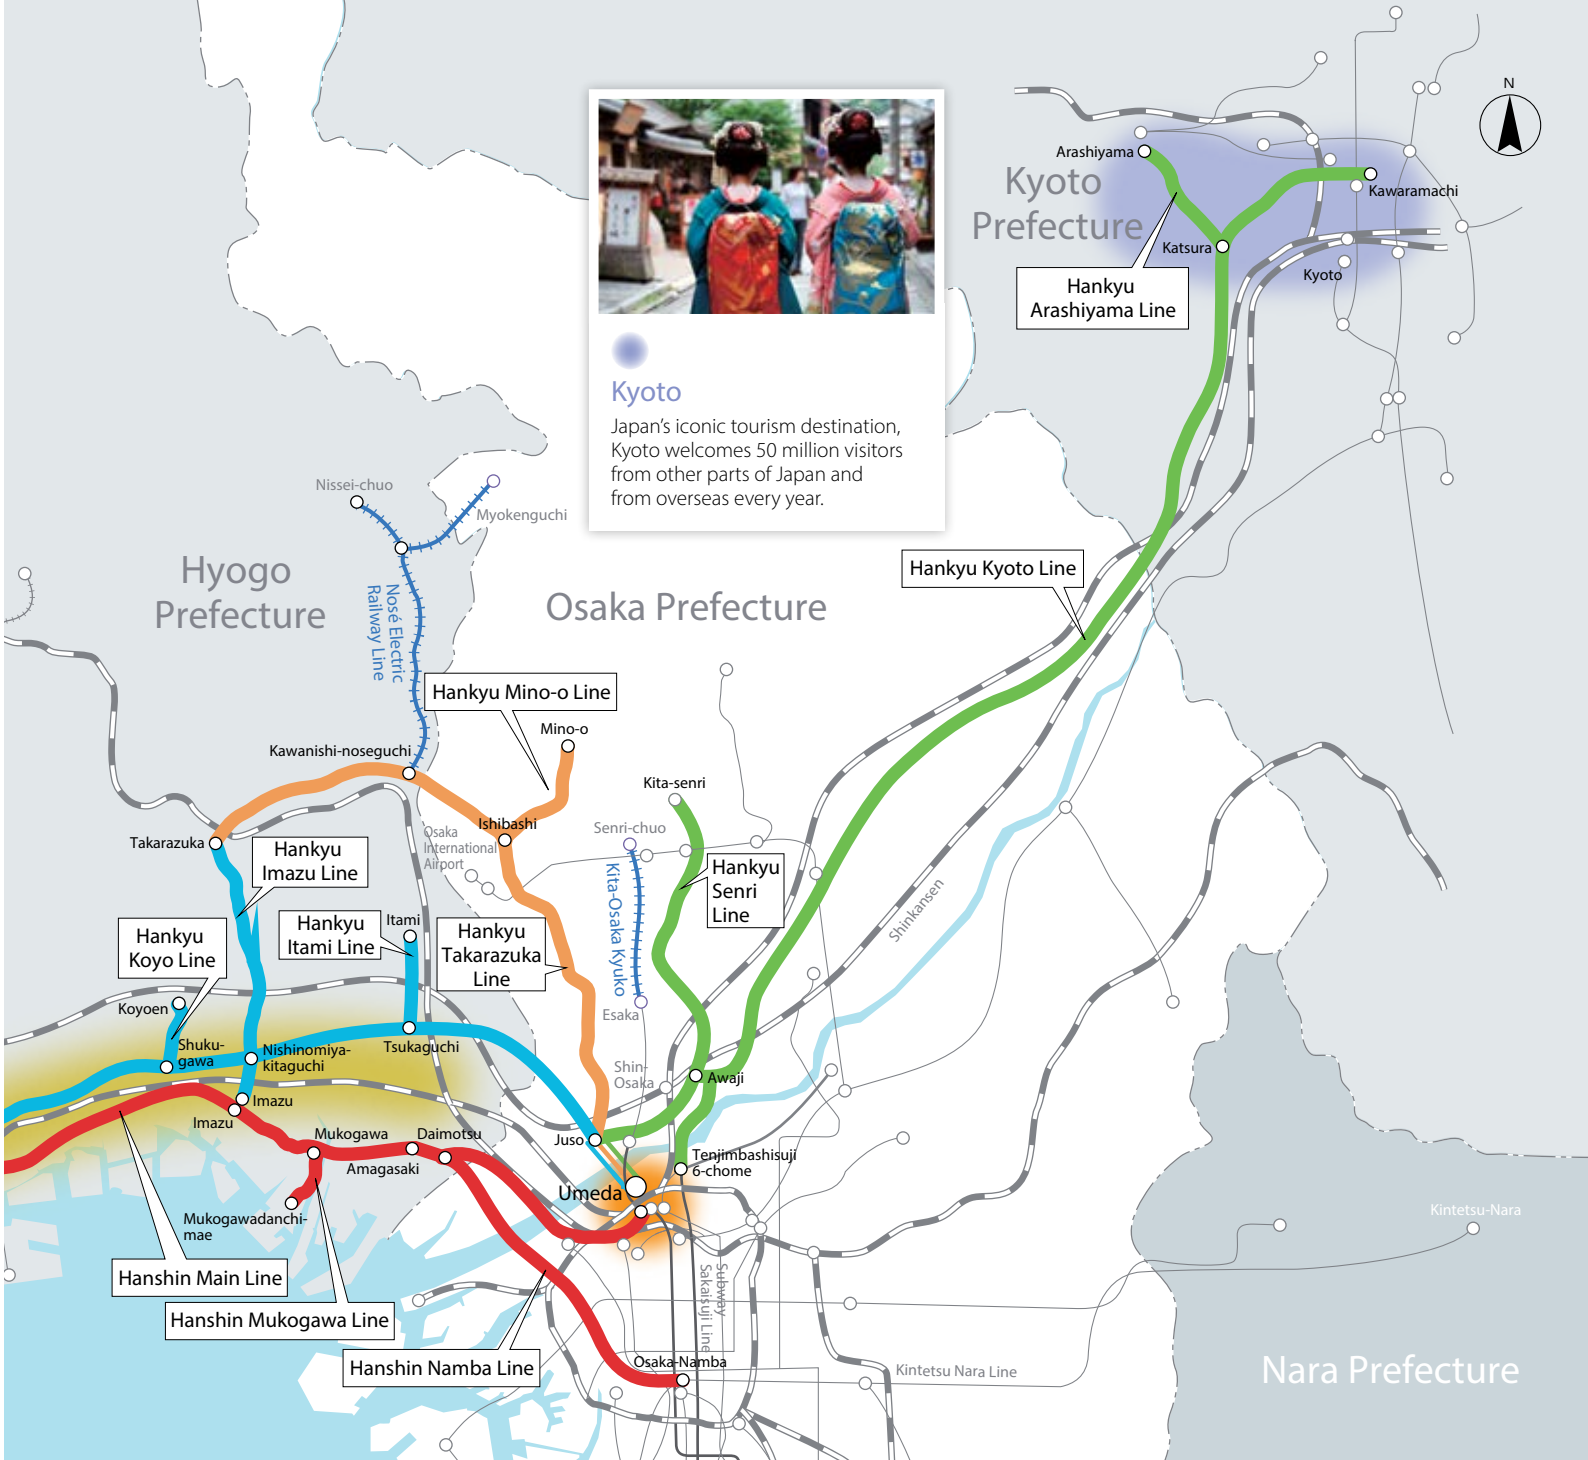 N
Arashiyama
Kyoto
Prefecture
Kawaramachi
Katsura
Kyoto
Hankyu
Arashiyama Line
Kyoto
Japan's iconic tourism destination,
Kyoto welcomes 50 million visitors
from other parts of Japan and
from overseas every year.
Nissei-chuo
Myokenguchi
Hyogo
Prefecture
Nosé Electric
Railway Line
Osaka Prefecture
Hankyu Kyoto Line
Hankyu Mino-o Line
Mino-o
Kawanishi-noseguchi
Kita-senri
Takarazuka
Ishibashi
Osaka
International
Airport
Senri-chuo
Hankyu
Imazu Line
Hankyu
Senri
Line
Kita-Osaka Kyuko
Shinkansen
Hankyu
Itami Line
Itami
Hankyu
Koyo Line
Hankyu
Takarazuka
Line
Koyoen
Esaka
Shuku-
gawa
Nishinomiya-
kitaguchi
Tsukaguchi
Shin-
Osaka
Awaji
Imazu
Imazu
Mukogawa
Daimotsu
Juso
Amagasaki
Tenjimbashisuji
6-chome
Umeda
Mukogawadanchi-
mae
Kintetsu-Nara
Hanshin Main Line
Subway
Sakaisuji Line
Hanshin Mukogawa Line
Hanshin Namba Line
Osaka-Namba
Kintetsu Nara Line
Nara Prefecture